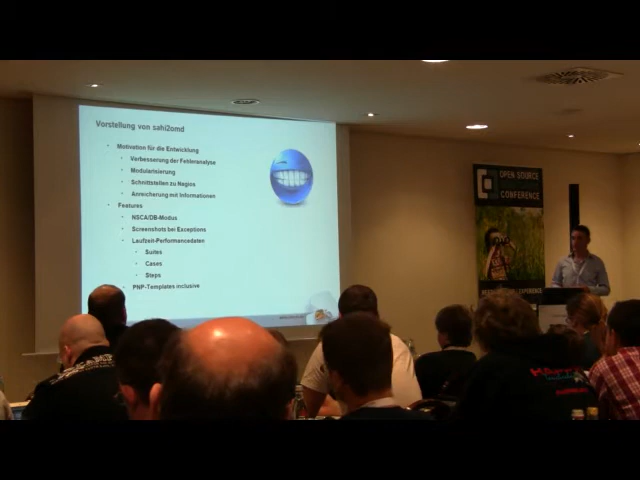 Vorstellung von sahi2omd
Motivation für die Entwicklung
Verbesserung der Fehleranalyse
Modularisierung
Schnittstellen zu Nagios
Anreicherung mit Informationen
Features
NSCA/DB-Modus
Screenshots bei Exceptions
Laufzeit-Performancedaten
Suites
Cases
Steps
PNP-Templates inclusive
OPEN SOURCE
CONFERENCE